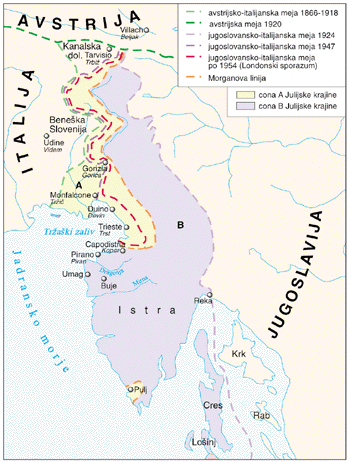 AVSTRIJA
Villacho
Beljak
Kanalska
dol.
Tarvisio
Trbiž
ITALIJA
Beneška
Slovenija
Udine
Videm
Gorizia
Gorica
A
Monfalcone
Tržič
Duino
Devin
Tržaški zaliv
Trieste
Trst
Capodistria
Koper
Pirano
Piran
Umag
Buje
Dragonja
Mirna
B
Istra
Reka
Pulj
Krk
Cres
Rab
Lošinj
Jadransko morje
JUGOSLAVIJA
avstrijsko-italijanska meja 1866-1918
avstrijska meja 1920
jugoslovansko-italijanska meja 1924
jugoslovansko-italijanska meja 1947
jugoslovansko-italijanska meja
po 1954 (Londonski sporazum)
Morganova linija
cona A Julijske krajine
cona B Julijske krajine